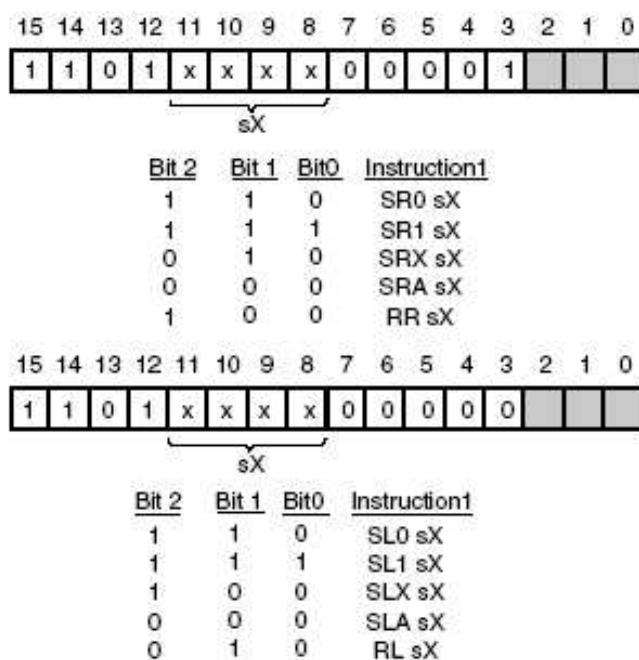 15 14 13 12 11 10 9 8 7 6 5 4 3 2 1 0
1 1 0 1 x x x x 0 0 0 0 1
sX
Bit 2 Bit 1 Bit0 Instruction1
1 1 0 SR0 sX
1 1 1 SR1 sX
0 1 0 SRX sX
0 0 0 SRA sX
1 0 0 RR sX
15 14 13 12 11 10 9 8 7 6 5 4 3 2 1 0
1 1 0 1 x x x x 0 0 0 0 0
sX
Bit 2 Bit 1 Bit0 Instruction1
1 1 0 SL0 sX
1 1 1 SL1 sX
1 0 0 SLX sX
0 0 0 SLA sX
0 1 0 RL sX